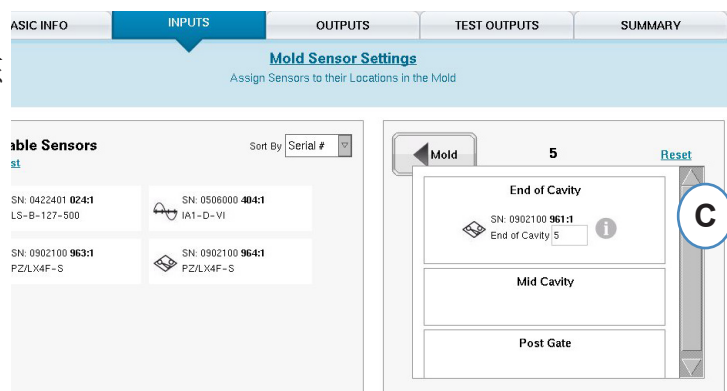 ASIC INFO INPUTS OUTPUTS TEST OUTPUTS SUMMARY
Mold Sensor Settings
Assign Sensors to their Locations in the Mold
able Sensors
Sort By Serial #
st
SN: 0422401 024:1
LS-B-127-500
SN: 0506000 404:1
IA1-D-VI
SN: 0902100 963:1
PZ/LX4F-S
SN: 0902100 964:1
PZ/LX4F-S
Mold 5 Reset
End of Cavity
SN: 0902100 961:1
End of Cavity 5
i
C
Mid Cavity
Post Gate